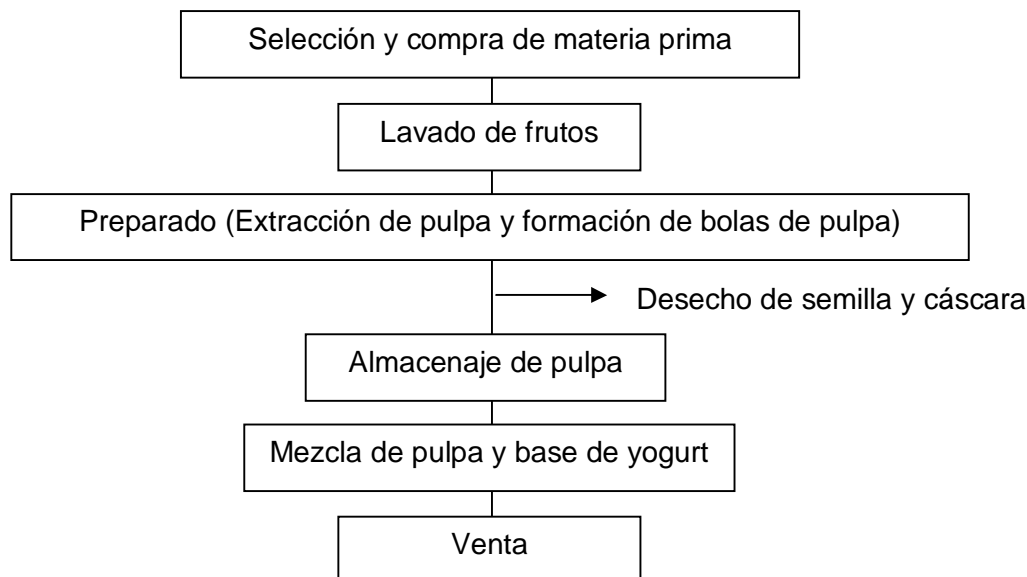 Selección y compra de materia prima
Lavado de frutos
Preparado (Extracción de pulpa y formación de bolas de pulpa)
Desecho de semilla y cáscara
Almacenaje de pulpa
Mezcla de pulpa y base de yogurt
Venta